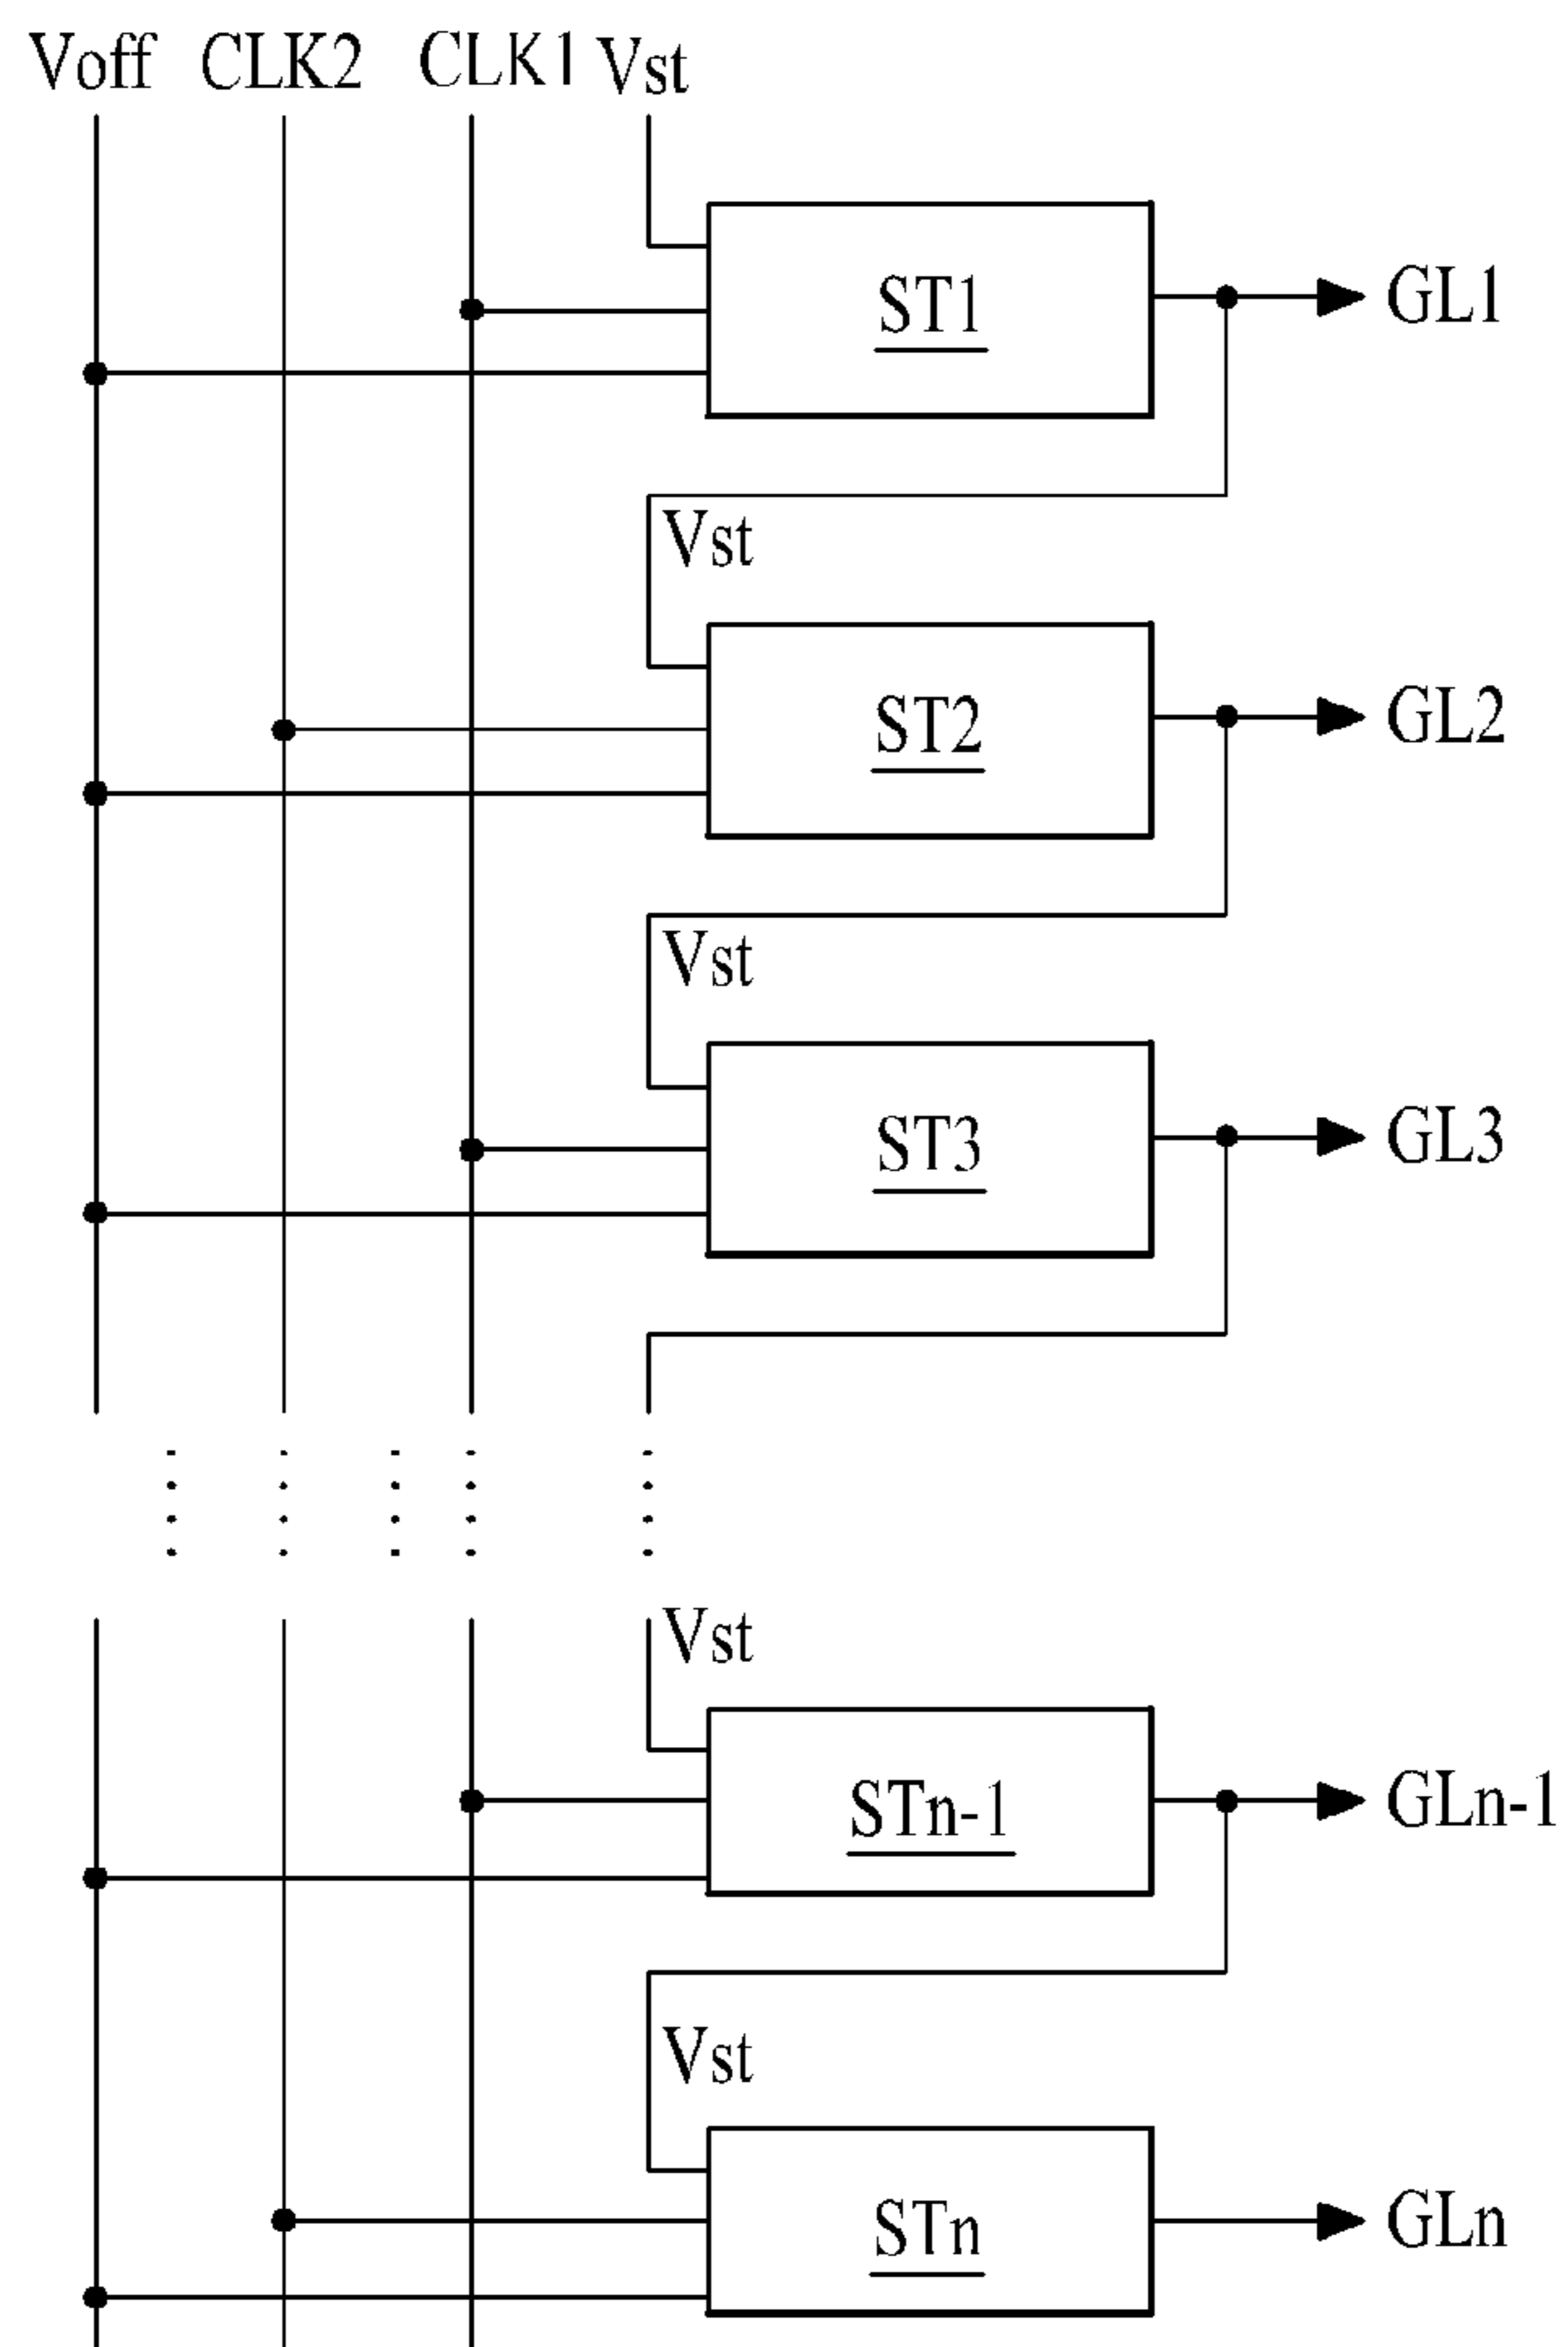 Voff CLK2 CLK1 Vst
ST1
GL1
Vst
ST2
GL2
Vst
ST3
GL3
Vst
STn-1
GLn-1
Vst
STn
GLn